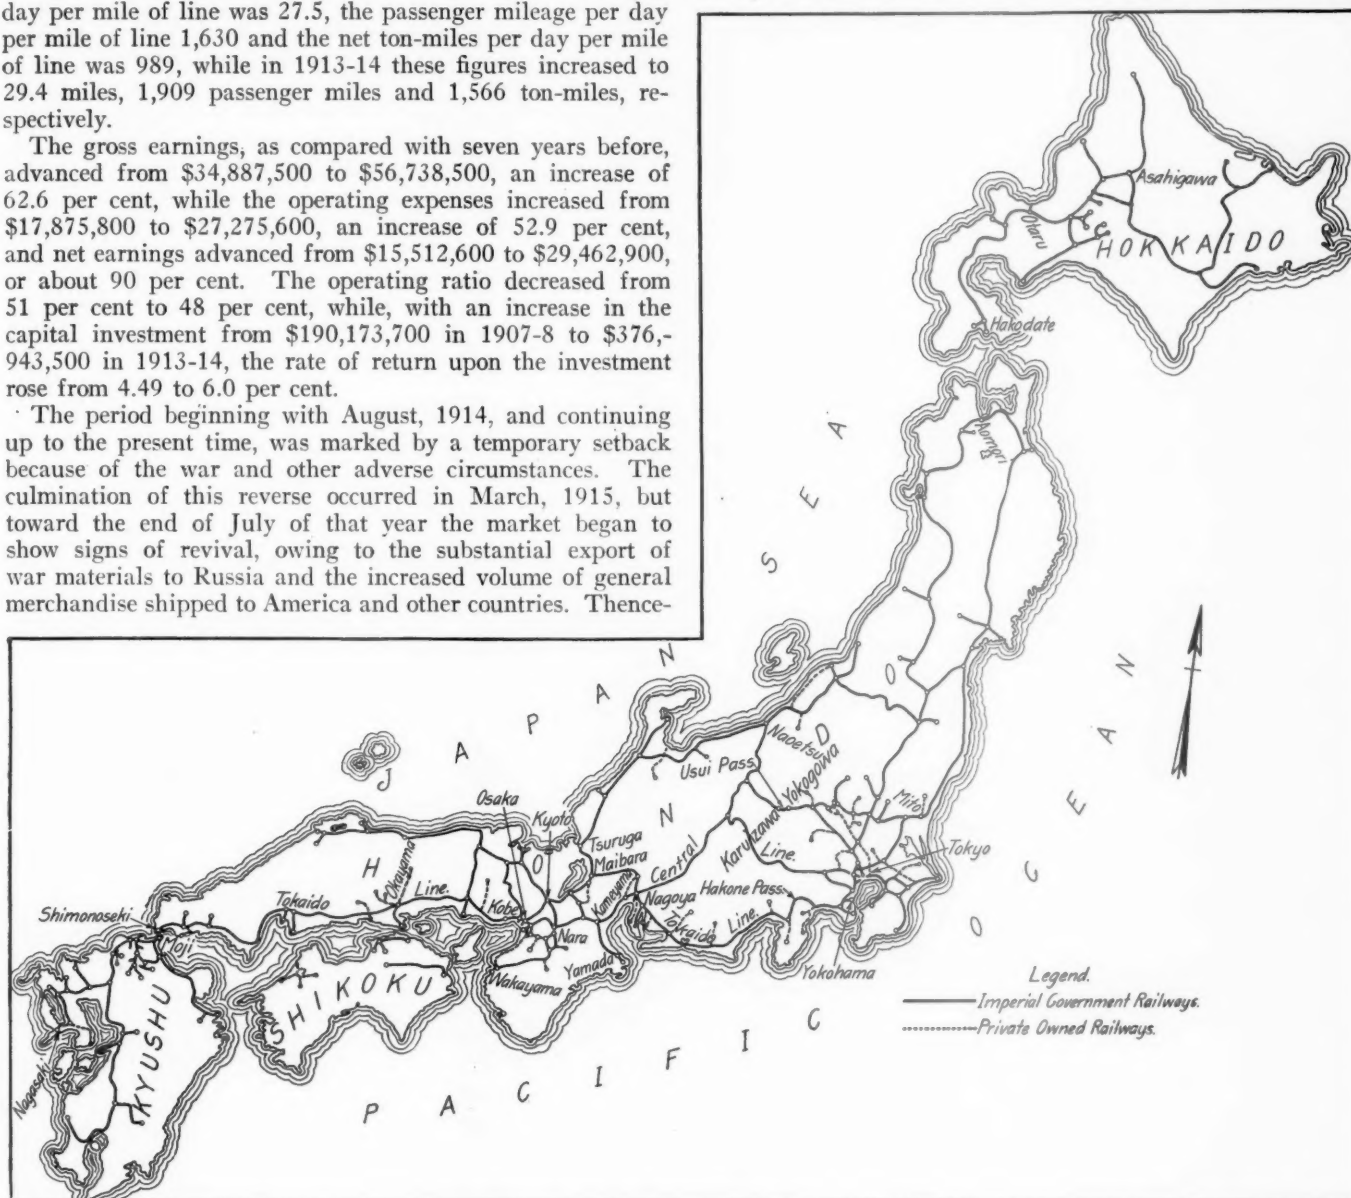 day per mile of line was 27.5, the passenger mileage per day
per mile of line 1,630 and the net ton-miles per day per mile
of line was 989, while in 1913-14 these figures increased to
29.4 miles, 1,909 passenger miles and 1,566 ton-miles, re-
spectively.
The gross earnings, as compared with seven years before,
advanced from $34,887,500 to $56,738,500, an increase of
62.6 per cent, while the operating expenses increased from
$17,875,800 to $27,275,600, an increase of 52.9 per cent,
and net earnings advanced from $15,512,600 to $29,462,900,
or about 90 per cent. The operating ratio decreased from
51 per cent to 48 per cent, while, with an increase in the
capital investment from $190,173,700 in 1907-8 to $376,-
943,500 in 1913-14, the rate of return upon the investment
rose from 4.49 to 6.0 per cent.
The period beginning with August, 1914, and continuing
up to the present time, was marked by a temporary setback
because of the war and other adverse circumstances. The
culmination of this reverse occurred in March, 1915, but
toward the end of July of that year the market began to
show signs of revival, owing to the substantial export of
war materials to Russia and the increased volume of general
merchandise shipped to America and other countries. Thence-
Asahigawa
Otaru
HOKKAIDO
Hakodate
Aomori
JAPAN SEA
HONDO
Naoetsu
Usui Pass.
Yokogowa
Mito
Osaka
Kyoto
Tsuruga
Maibara
Central
Karuizawa
Line.
Tokyo
Okayama
Tokaido
Line.
Kobe
Kameyama
Nagoya
Hakone Pass.
Tokaido
Line.
Shimonoseki
Moji
Nara
Wakayama
Yamada
Yokohama
SHIKOKU
KYUSHU
Nagasaki
PACIFIC OCEAN
Legend.
Imperial Government Railways.
Private Owned Railways.